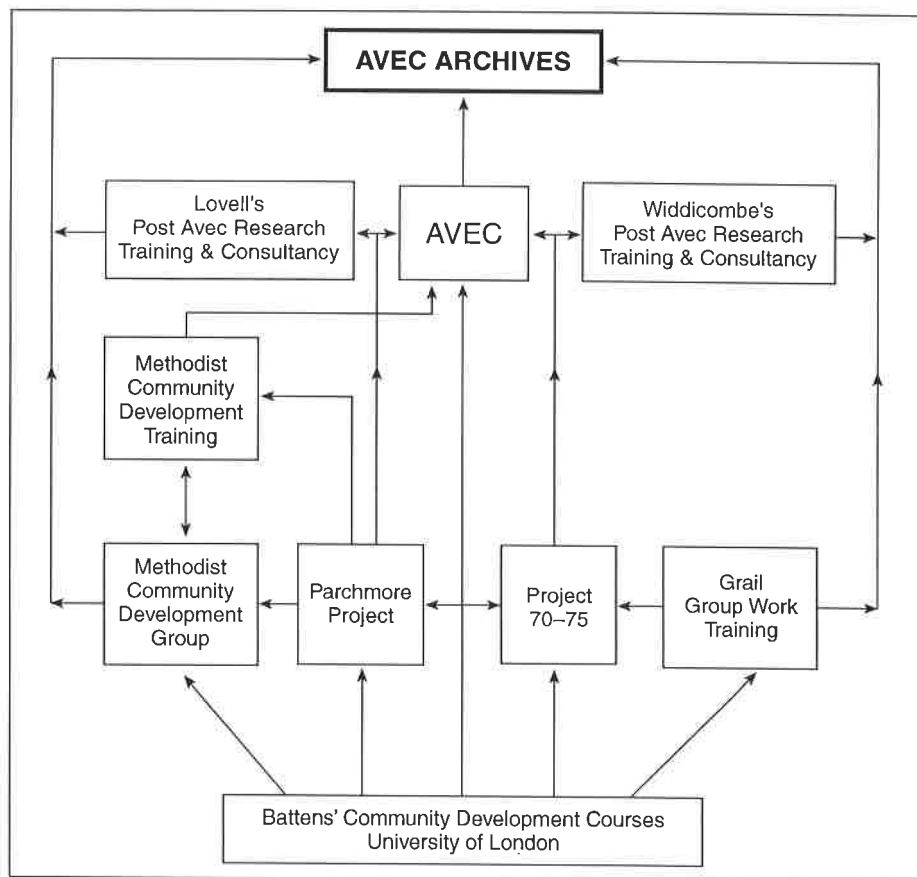 AVEC ARCHIVES
Lovell's
Post Avec Research
Training & Consultancy
AVEC
Widdicombe's
Post Avec Research
Training & Consultancy
Methodist
Community
Development
Training
Methodist
Community
Development
Group
Parchmore
Project
Project
70–75
Grail
Group Work
Training
Battens' Community Development Courses
University of London